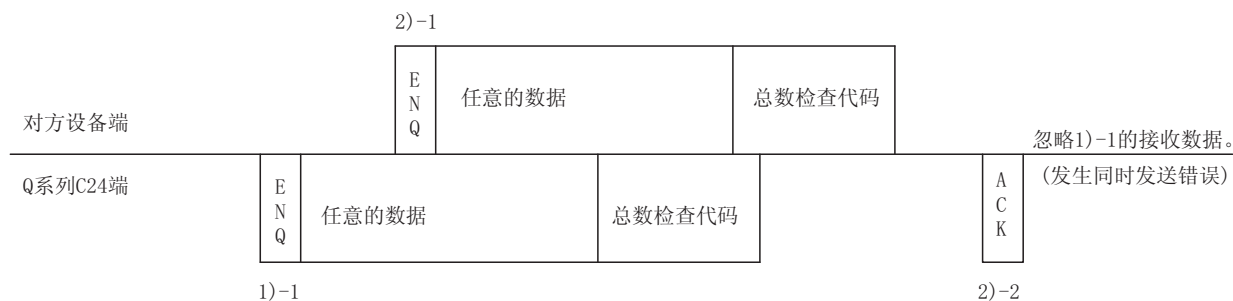 2)-1
ENQ
任意的数据
总数检查代码
对方设备端
忽略1)-1的接收数据。
Q系列C24端
ENQ
任意的数据
总数检查代码
ACK
(发生同时发送错误)
1)-1
2)-2